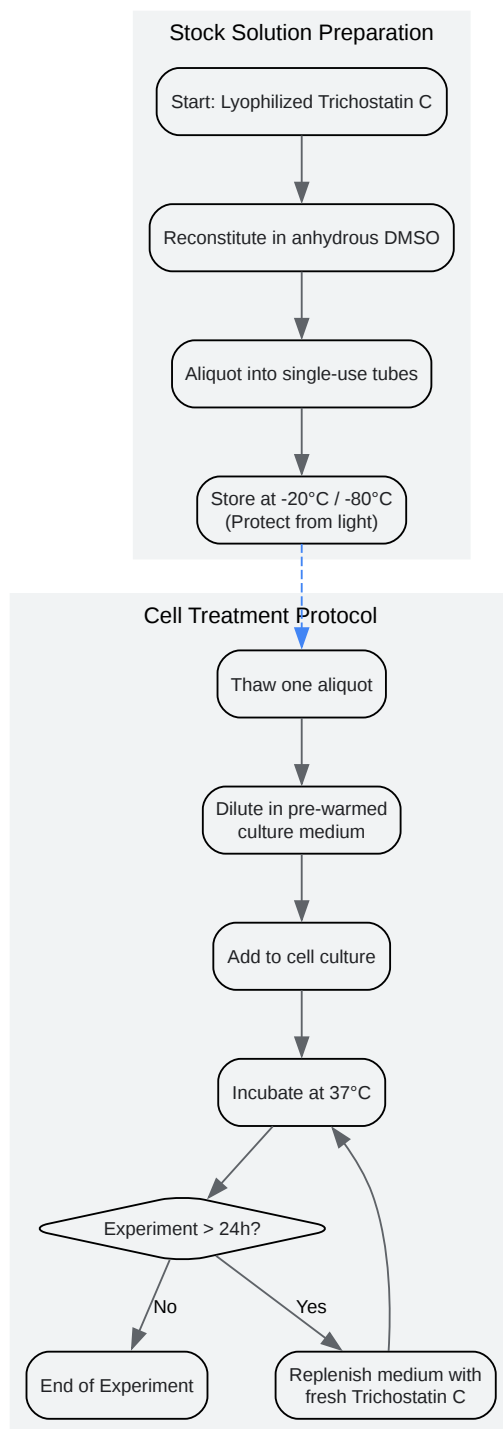 Stock Solution Preparation
Start: Lyophilized Trichostatin C
Reconstitute in anhydrous DMSO
Aliquot into single-use tubes
Store at -20°C / -80°C
(Protect from light)
Cell Treatment Protocol
Thaw one aliquot
Dilute in pre-warmed
culture medium
Add to cell culture
Incubate at 37°C
Experiment > 24h?
No
Yes
End of Experiment
Replenish medium with
fresh Trichostatin C